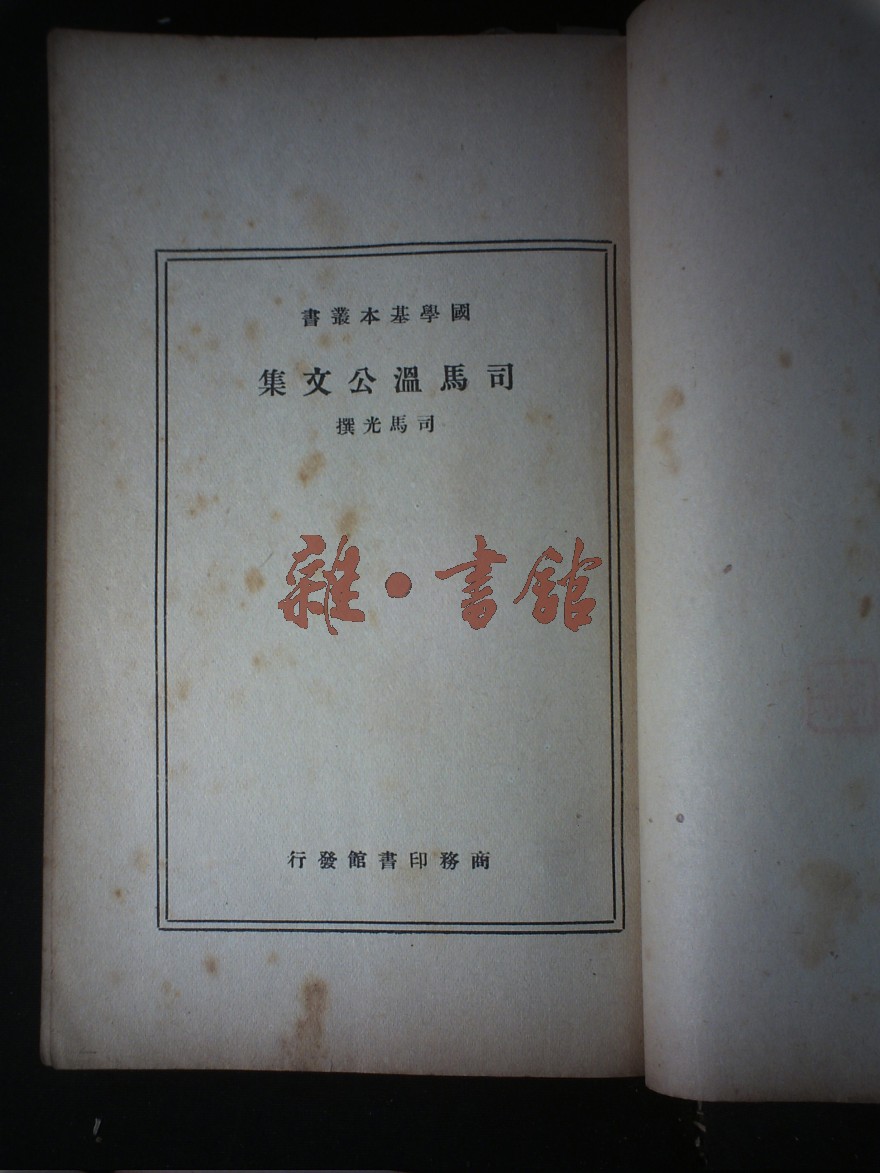 國學基本叢書
司馬溫公文集
司馬光撰
雜·書館
商務印書館發行